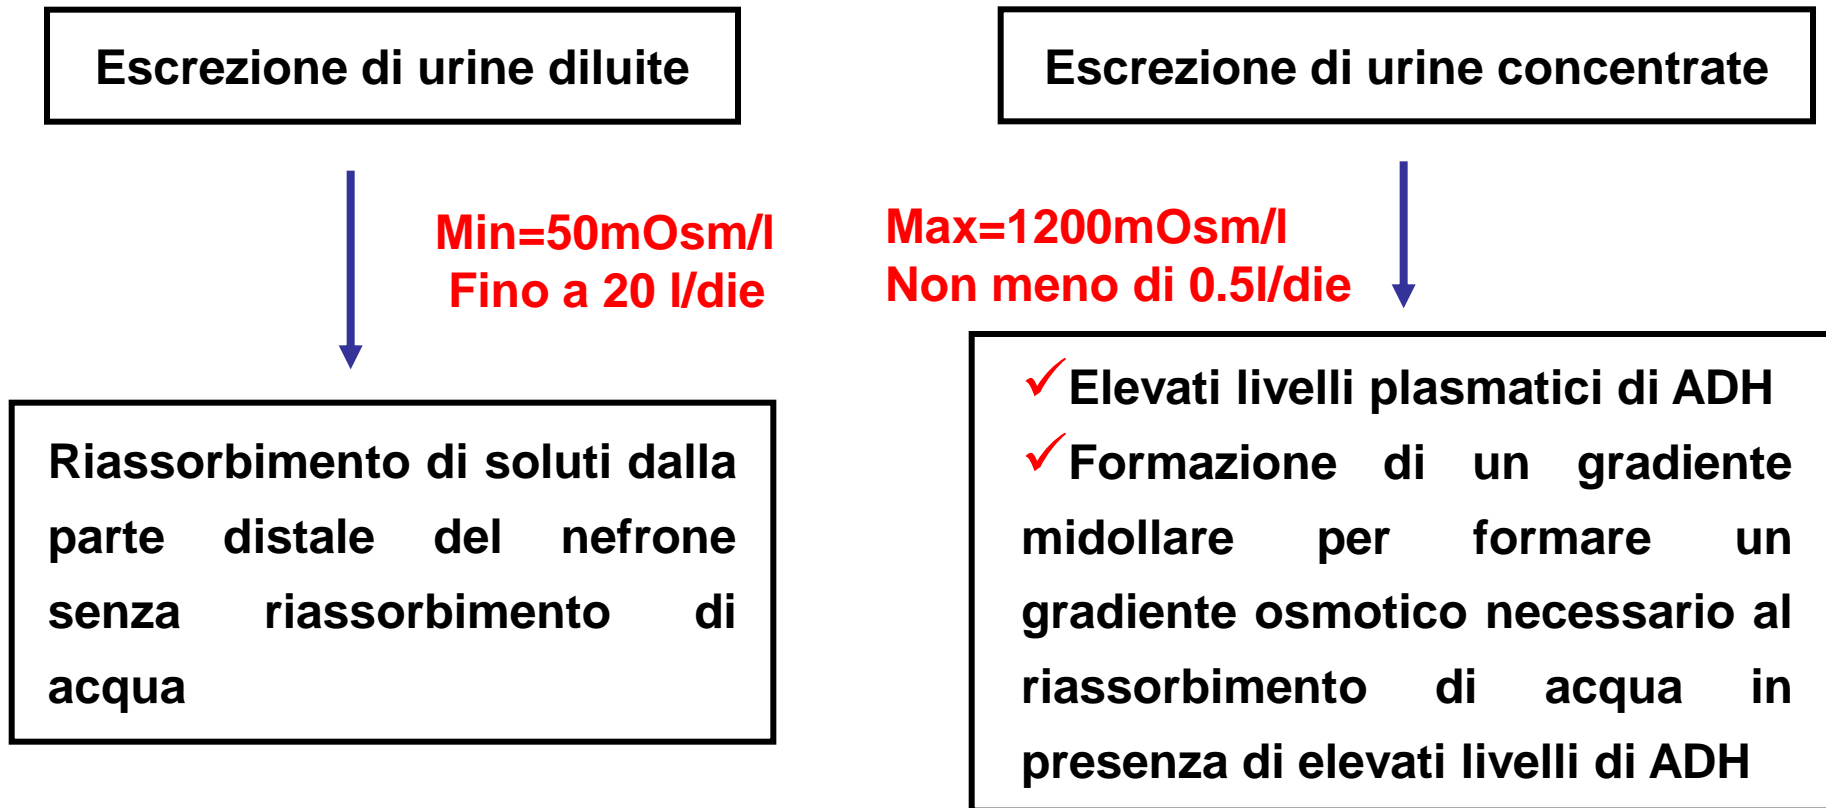 Escrezione di urine diluite
Min=50mOsm/l
Fino a 20 l/die
Riassorbimento di soluti dalla
parte distale del nefrone
senza riassorbimento di
acqua
Escrezione di urine concentrate
Max=1200mOsm/l
Non meno di 0.5l/die
✓Elevati livelli plasmatici di ADH
✓Formazione di un gradiente
midollare per formare un
gradiente osmotico necessario al
riassorbimento di acqua in
presenza di elevati livelli di ADH